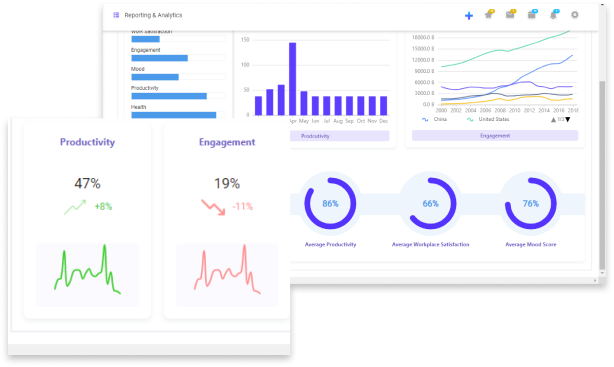 Reporting & Analytics
Work Satisfaction
Engagement
Mood
Productivity
Health
150
100
50
0
Apr May Jun Jul Aug Sep Oct Nov Dec
Productivity
18000.0 B
16000.0 B
14000.0 B
12000.0 B
10000.0 B
8000.0 B
6000.0 B
4000.0 B
2000.0 B
0.0 B
2000 2002 2004 2006 2008 2010 2012 2014 2016 2018
China
United States
1/3
Engagement
Productivity
47%
+8%
Engagement
19%
-11%
86%
Average Productivity
66%
Average Workplace Satisfaction
76%
Average Mood Score